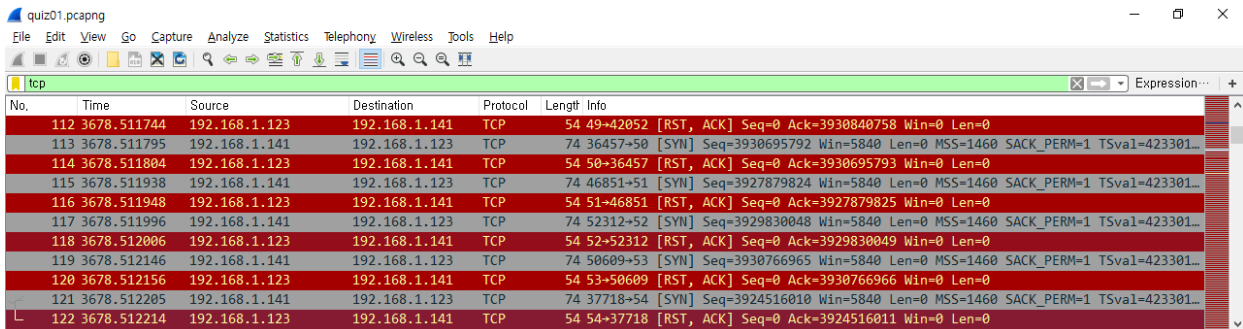 quiz01.pcapng
File Edit View Go Capture Analyze Statistics Telephony Wireless Tools Help
tcp Expression… +
No. Time Source Destination Protocol Length Info
112 3678.511744 192.168.1.123 192.168.1.141 TCP 54 49→42052 [RST, ACK] Seq=0 Ack=3930840758 Win=0 Len=0
113 3678.511795 192.168.1.141 192.168.1.123 TCP 74 36457→50 [SYN] Seq=3930695792 Win=5840 Len=0 MSS=1460 SACK_PERM=1 TSval=423301…
114 3678.511804 192.168.1.123 192.168.1.141 TCP 54 50→36457 [RST, ACK] Seq=0 Ack=3930695793 Win=0 Len=0
115 3678.511938 192.168.1.141 192.168.1.123 TCP 74 46851→51 [SYN] Seq=3927879824 Win=5840 Len=0 MSS=1460 SACK_PERM=1 TSval=423301…
116 3678.511948 192.168.1.123 192.168.1.141 TCP 54 51→46851 [RST, ACK] Seq=0 Ack=3927879825 Win=0 Len=0
117 3678.511996 192.168.1.141 192.168.1.123 TCP 74 52312→52 [SYN] Seq=3929830048 Win=5840 Len=0 MSS=1460 SACK_PERM=1 TSval=423301…
118 3678.512006 192.168.1.123 192.168.1.141 TCP 54 52→52312 [RST, ACK] Seq=0 Ack=3929830049 Win=0 Len=0
119 3678.512146 192.168.1.141 192.168.1.123 TCP 74 50609→53 [SYN] Seq=3930766965 Win=5840 Len=0 MSS=1460 SACK_PERM=1 TSval=423301…
120 3678.512156 192.168.1.123 192.168.1.141 TCP 54 53→50609 [RST, ACK] Seq=0 Ack=3930766966 Win=0 Len=0
121 3678.512205 192.168.1.141 192.168.1.123 TCP 74 37718→54 [SYN] Seq=3924516010 Win=5840 Len=0 MSS=1460 SACK_PERM=1 TSval=423301…
122 3678.512214 192.168.1.123 192.168.1.141 TCP 54 54→37718 [RST, ACK] Seq=0 Ack=3924516011 Win=0 Len=0